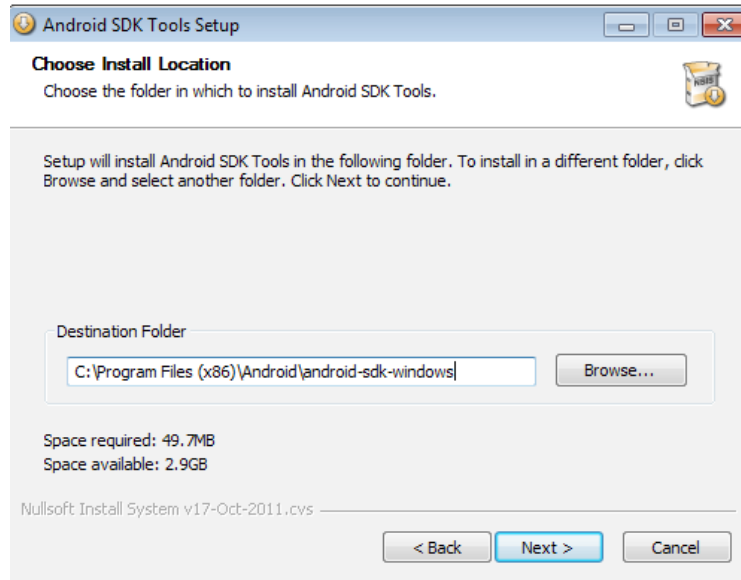 Android SDK Tools Setup
Choose Install Location
Choose the folder in which to install Android SDK Tools.
NSIS
Setup will install Android SDK Tools in the following folder. To install in a different folder, click
Browse and select another folder. Click Next to continue.
Destination Folder
C:\Program Files (x86)\Android\android-sdk-windows
Browse...
Space required: 49.7MB
Space available: 2.9GB
Nullsoft Install System v17-Oct-2011.cvs
< Back
Next >
Cancel